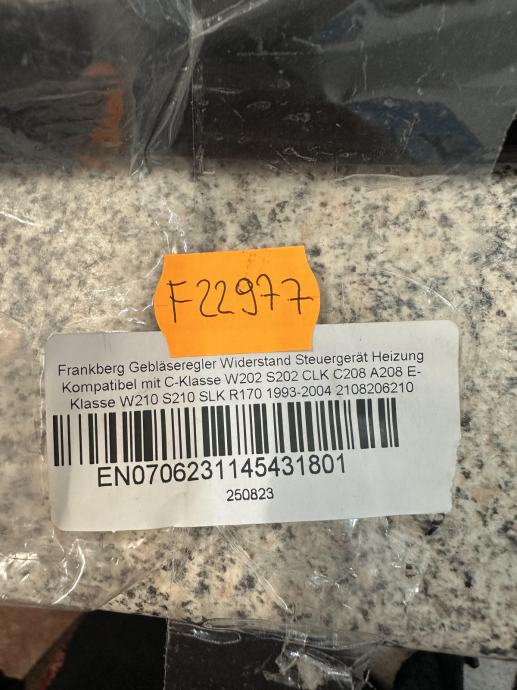 F22977
Frankberg Gebläseregler Widerstand Steuergerät Heizung
Kompatibel mit C-Klasse W202 S202 CLK C208 A208 E-
Klasse W210 S210 SLK R170 1993-2004 2108206210
EN0706231145431801
250823